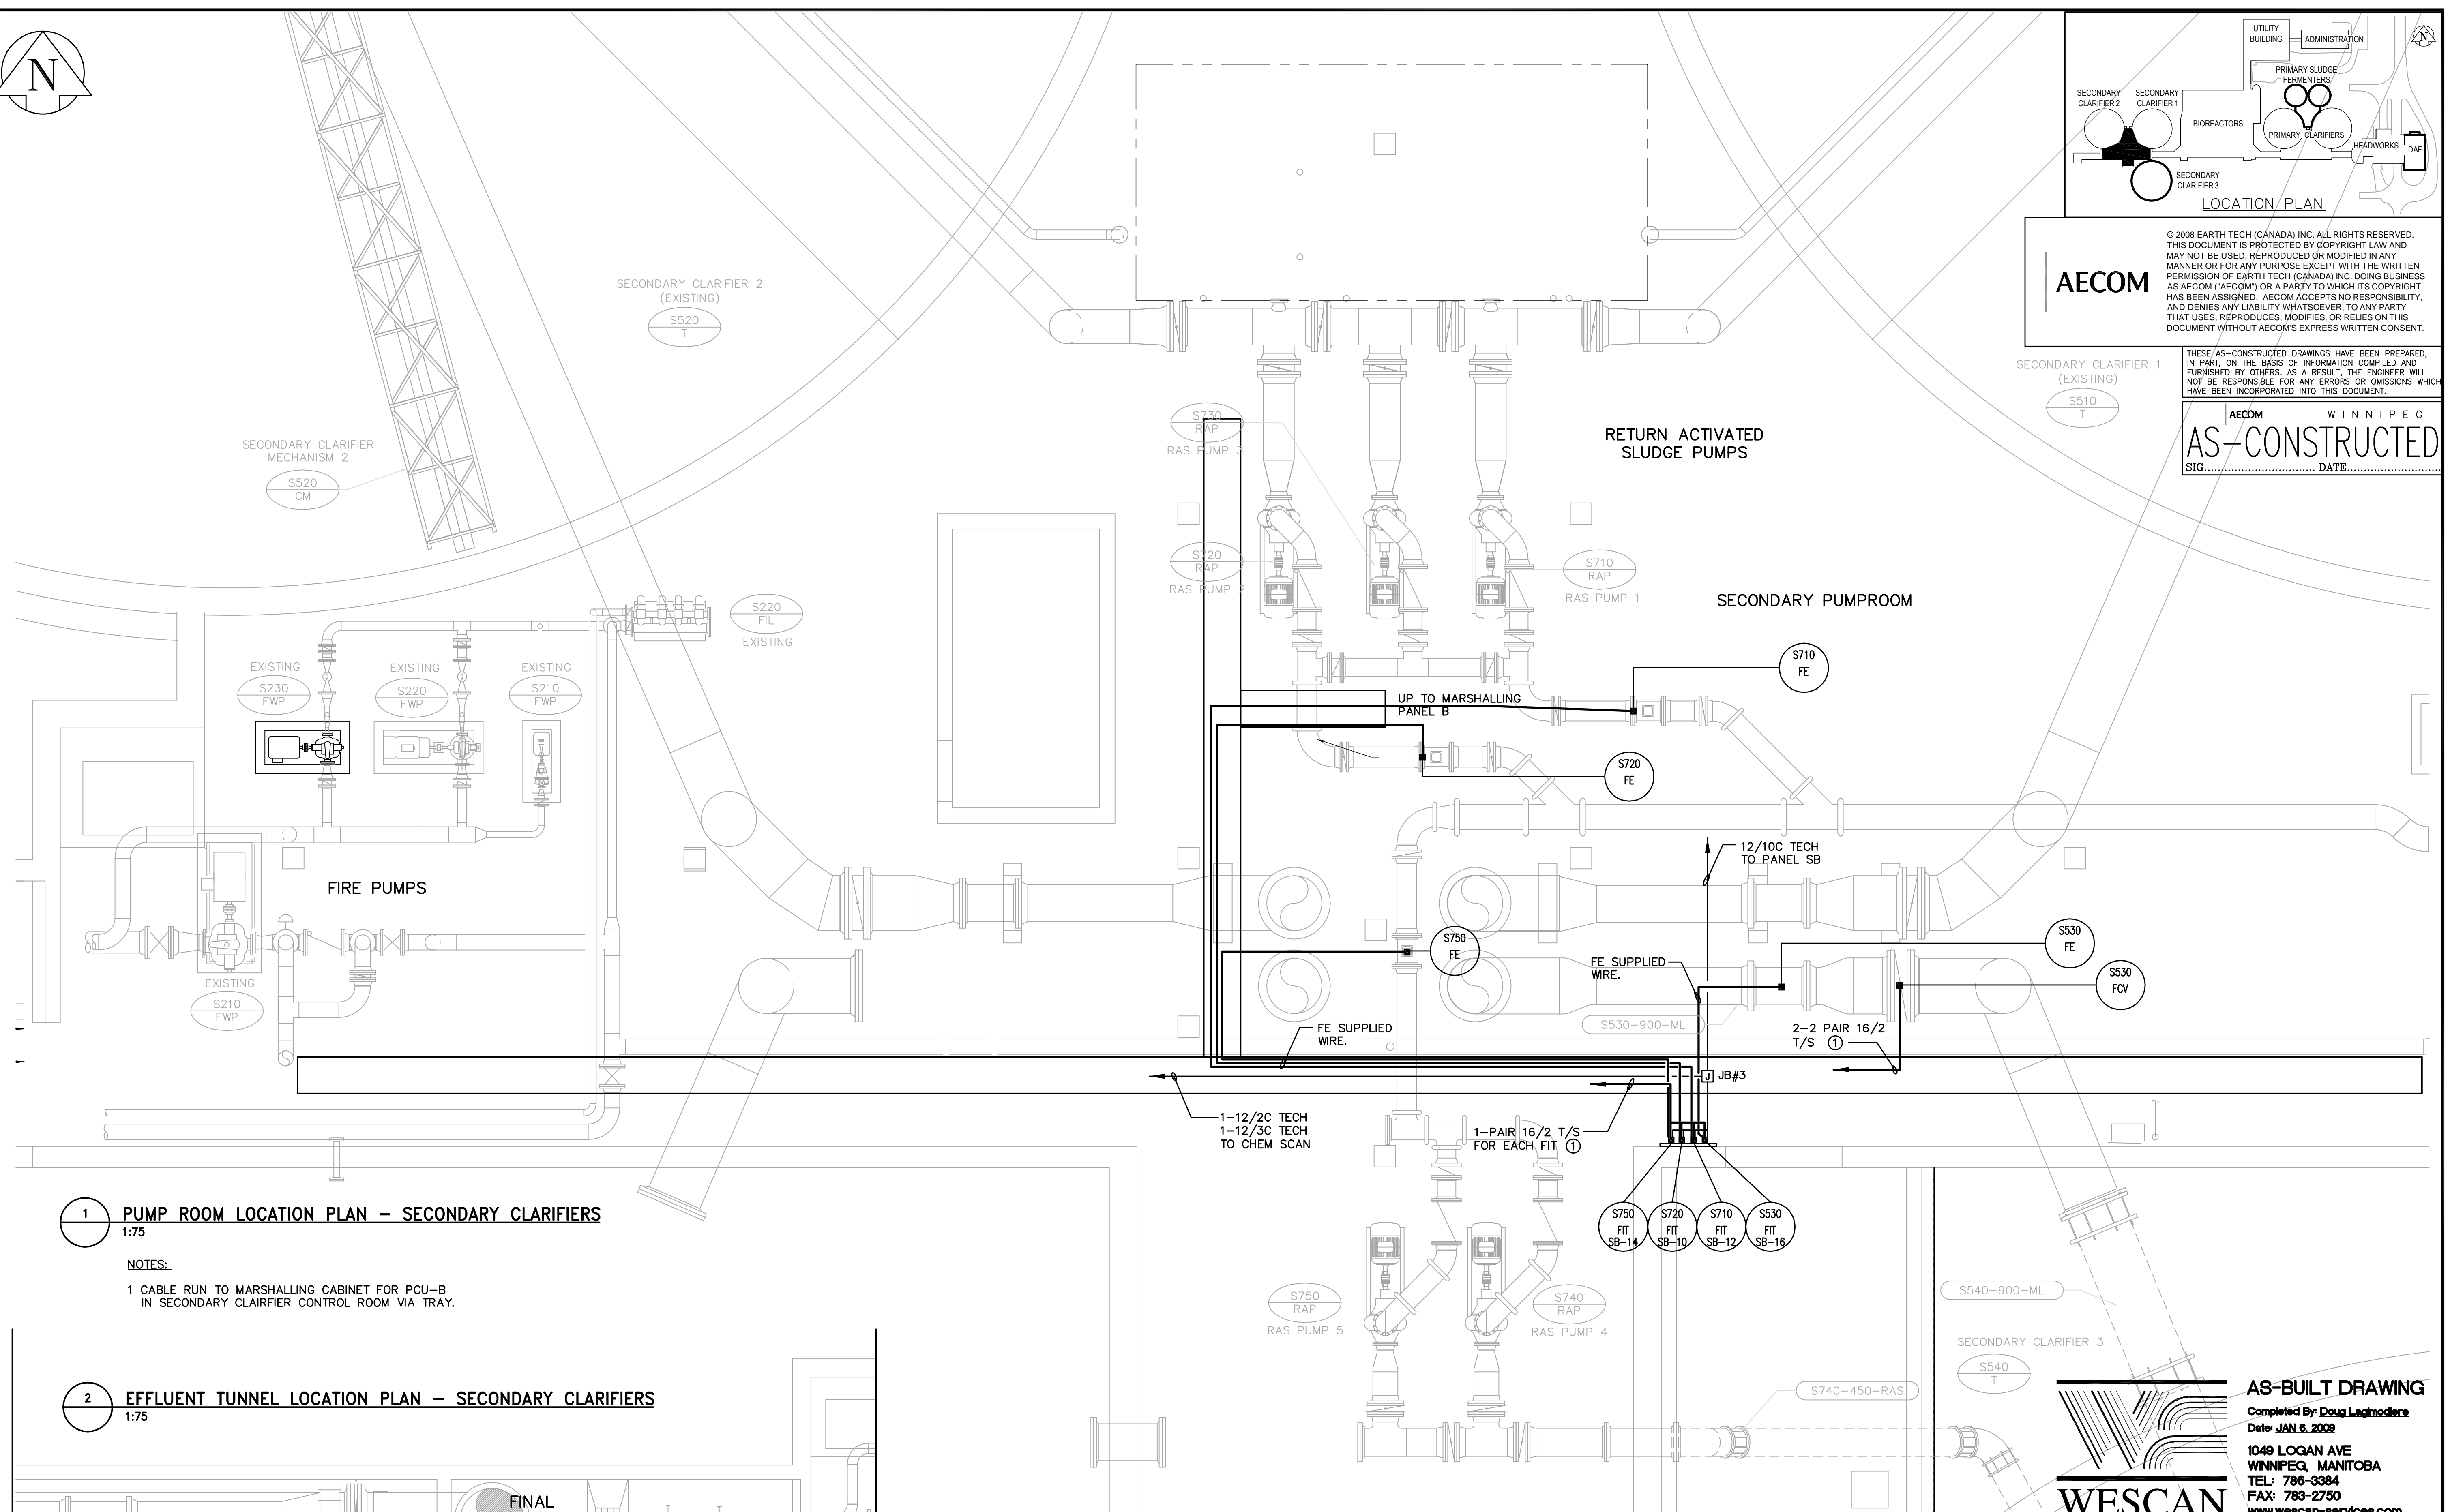 N
UTILITY
BUILDING
ADMINISTRATION
N
PRIMARY SLUDGE
FERMENTERS
SECONDARY
CLARIFIER 2
SECONDARY
CLARIFIER 1
BIOREACTORS
PRIMARY CLARIFIERS
HEADWORKS
DAF
SECONDARY
CLARIFIER 3
LOCATION PLAN
AECOM
© 2008 EARTH TECH (CANADA) INC. ALL RIGHTS RESERVED.
THIS DOCUMENT IS PROTECTED BY COPYRIGHT LAW AND
MAY NOT BE USED, REPRODUCED OR MODIFIED IN ANY
MANNER OR FOR ANY PURPOSE EXCEPT WITH THE WRITTEN
PERMISSION OF EARTH TECH (CANADA) INC. DOING BUSINESS
AS AECOM ("AECOM") OR A PARTY TO WHICH ITS COPYRIGHT
HAS BEEN ASSIGNED. AECOM ACCEPTS NO RESPONSIBILITY,
AND DENIES ANY LIABILITY WHATSOEVER, TO ANY PARTY
THAT USES, REPRODUCES, MODIFIES, OR RELIES ON THIS
DOCUMENT WITHOUT AECOM'S EXPRESS WRITTEN CONSENT.
THESE AS-CONSTRUCTED DRAWINGS HAVE BEEN PREPARED,
IN PART, ON THE BASIS OF INFORMATION COMPILED AND
FURNISHED BY OTHERS. AS A RESULT, THE ENGINEER WILL
NOT BE RESPONSIBLE FOR ANY ERRORS OR OMISSIONS WHICH
HAVE BEEN INCORPORATED INTO THIS DOCUMENT.
AECOM WINNIPEG
AS-CONSTRUCTED
SIG................................ DATE...........................
SECONDARY CLARIFIER 2
(EXISTING)
S520
T
SECONDARY CLARIFIER 1
(EXISTING)
S510
T
SECONDARY CLARIFIER
MECHANISM 2
S520
CM
S730
RAP
RAS PUMP 3
RETURN ACTIVATED
SLUDGE PUMPS
S720
RAP
RAS PUMP 2
S710
RAP
RAS PUMP 1
SECONDARY PUMPROOM
S220
FIL
EXISTING
EXISTING
S230
FWP
EXISTING
S220
FWP
EXISTING
S210
FWP
S710
FE
UP TO MARSHALLING
PANEL B
S720
FE
12/10C TECH
TO PANEL SB
FIRE PUMPS
S750
FE
FE SUPPLIED
WIRE.
S530
FE
S530
FCV
EXISTING
S210
FWP
FE SUPPLIED
WIRE.
S530-900-ML
2-2 PAIR 16/2
T/S 1
J JB#3
1-12/2C TECH
1-12/3C TECH
TO CHEM SCAN
1-PAIR 16/2 T/S
FOR EACH FIT 1
S750
FIT
SB-14
S720
FIT
SB-10
S710
FIT
SB-12
S530
FIT
SB-16
1 PUMP ROOM LOCATION PLAN - SECONDARY CLARIFIERS
1:75
NOTES:
1 CABLE RUN TO MARSHALLING CABINET FOR PCU-B
IN SECONDARY CLAIRFIER CONTROL ROOM VIA TRAY.
S750
RAP
RAS PUMP 5
S740
RAP
RAS PUMP 4
S540-900-ML
SECONDARY CLARIFIER 3
S540
T
S740-450-RAS
2 EFFLUENT TUNNEL LOCATION PLAN - SECONDARY CLARIFIERS
1:75
FINAL
AS-BUILT DRAWING
Completed By: Doug Lagimodiere
Date: JAN 6, 2009
1049 LOGAN AVE
WINNIPEG, MANITOBA
TEL: 786-3384
FAX: 783-2750
www.wescan-services.com
WESCAN